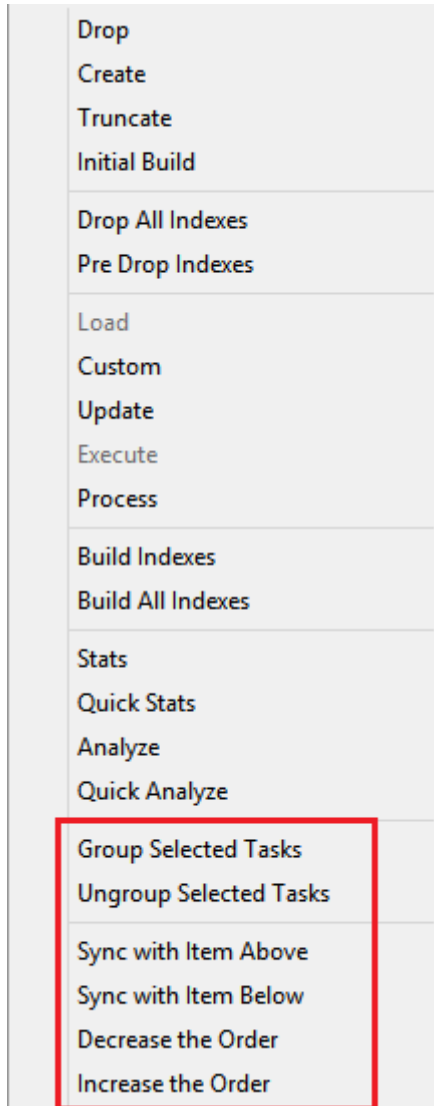 Drop
Create
Truncate
Initial Build
Drop All Indexes
Pre Drop Indexes
Load
Custom
Update
Execute
Process
Build Indexes
Build All Indexes
Stats
Quick Stats
Analyze
Quick Analyze
Group Selected Tasks
Ungroup Selected Tasks
Sync with Item Above
Sync with Item Below
Decrease the Order
Increase the Order